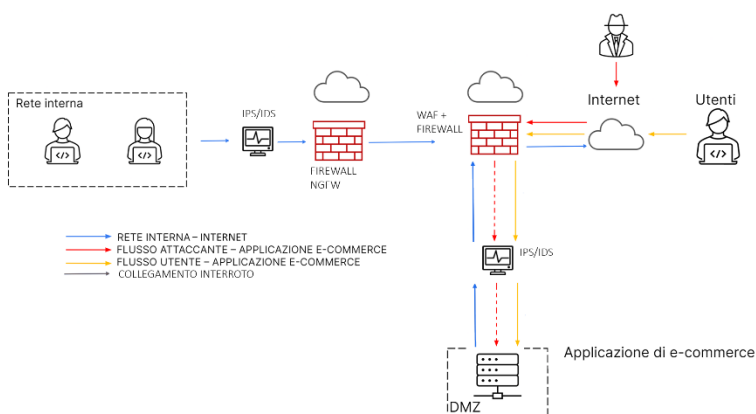 Rete interna
IPS/IDS
FIREWALL
NGFW
WAF +
FIREWALL
Internet
Utenti
RETE INTERNA – INTERNET
FLUSSO ATTACCANTE – APPLICAZIONE E-COMMERCE
FLUSSO UTENTE – APPLICAZIONE E-COMMERCE
COLLEGAMENTO INTERROTO
IPS/IDS
Applicazione di e-commerce
DMZ